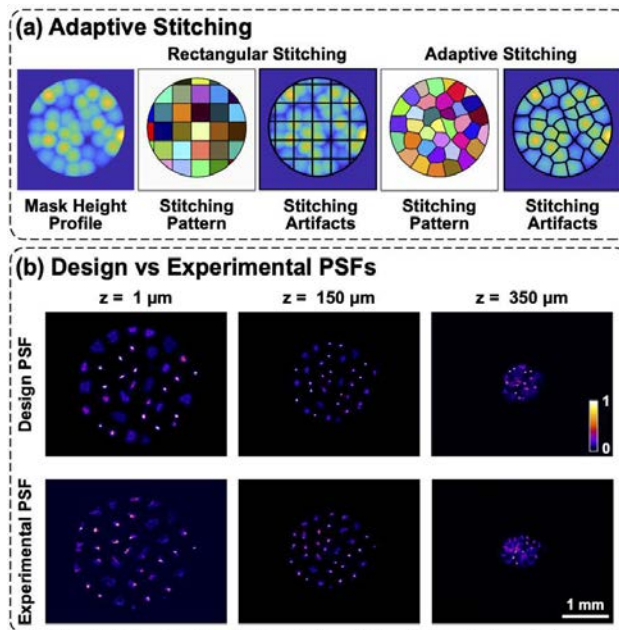 (a) Adaptive Stitching
Rectangular Stitching
Adaptive Stitching
Mask Height
Profile
Stitching
Pattern
Stitching
Artifacts
Stitching
Pattern
Stitching
Artifacts
(b) Design vs Experimental PSFs
z = 1 µm
z = 150 µm
z = 350 µm
Design PSF
1
0
Experimental PSF
1 mm